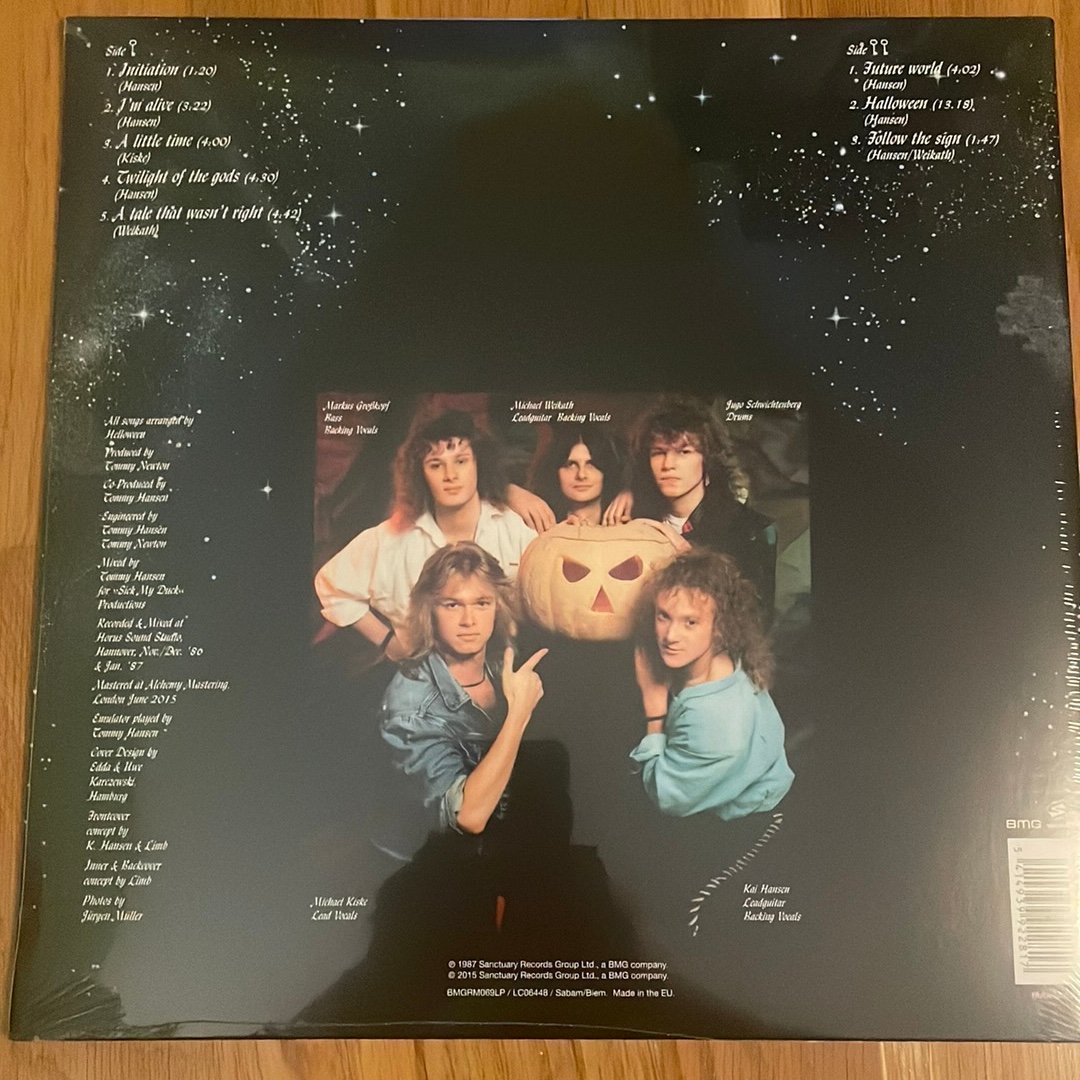 Side
1. Initiation (1.20)
(Hansen)
2. I'm alive (3.22)
(Hansen)
3. A little time (4.00)
(Kiske)
4. Twilight of the gods (4.30)
(Hansen)
5. A tale that wasn't right (4.42)
(Weikath)
Side
1. Future world (4.02)
(Hansen)
2. Halloween (13.18)
(Hansen)
3. Follow the sign (1.47)
(Hansen/Weikath)
All songs arranged by
Helloween
Produced by
Tommy Newton
Co-Produced by
Tommy Hansen
Engineered by
Tommy Hansen
Tommy Newton
Mixed by
Tommy Hansen
for »Sick My Duck«
Productions
Recorded & Mixed at
Horus Sound Studio,
Hannover, Nov./Dec. '86
& Jan. '87
Mastered at Alchemy Mastering,
London June 2015
Emulator played by
Tommy Hansen
Cover Design by
Edda & Uwe
Karczewski,
Hamburg
Frontcover
concept by
K. Hansen & Limb
Inner & Backcover
concept by Limb
Photos by
Jürgen Müller
Markus Großkopf
Bass
Backing Vocals
Michael Weikath
Leadguitar Backing Vocals
Ingo Schwichtenberg
Drums
Michael Kiske
Lead Vocals
Kai Hansen
Leadguitar
Backing Vocals
℗ 1987 Sanctuary Records Group Ltd., a BMG company.
© 2015 Sanctuary Records Group Ltd., a BMG company.
BMGRM069LP / LC06448 / Sabam/Biem. Made in the EU.
BMG